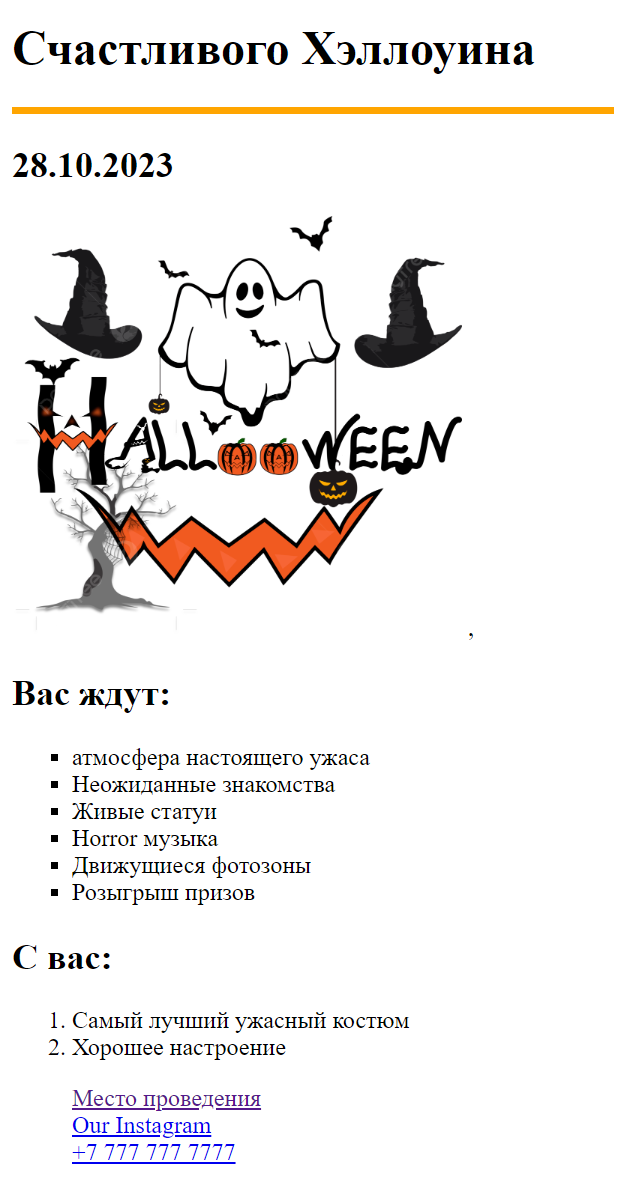 Счастливого Хэллоуина
28.10.2023
HALLOWEEN
,
Вас ждут:
атмосфера настоящего ужаса
Неожиданные знакомства
Живые статуи
Horror музыка
Движущиеся фотозоны
Розыгрыш призов
С вас:
1. Самый лучший ужасный костюм
2. Хорошее настроение
Место проведения
Our Instagram
+7 777 777 7777